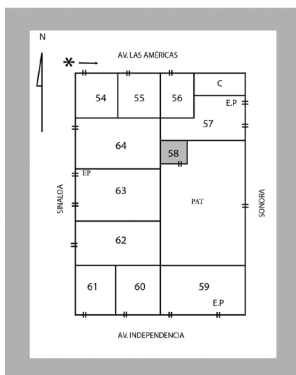 N
* AV. LAS AMÉRICAS
54 55 56 C
E.P
57
64 58
EP
63 PAT
SINALOA SONORA
62
61 60 59
E.P
AV. INDEPENDENCIA